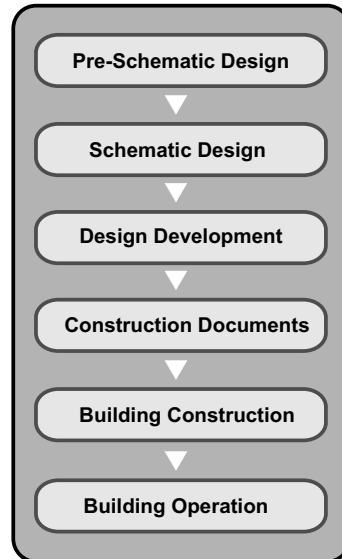 Pre-Schematic Design
Schematic Design
Design Development
Construction Documents
Building Construction
Building Operation